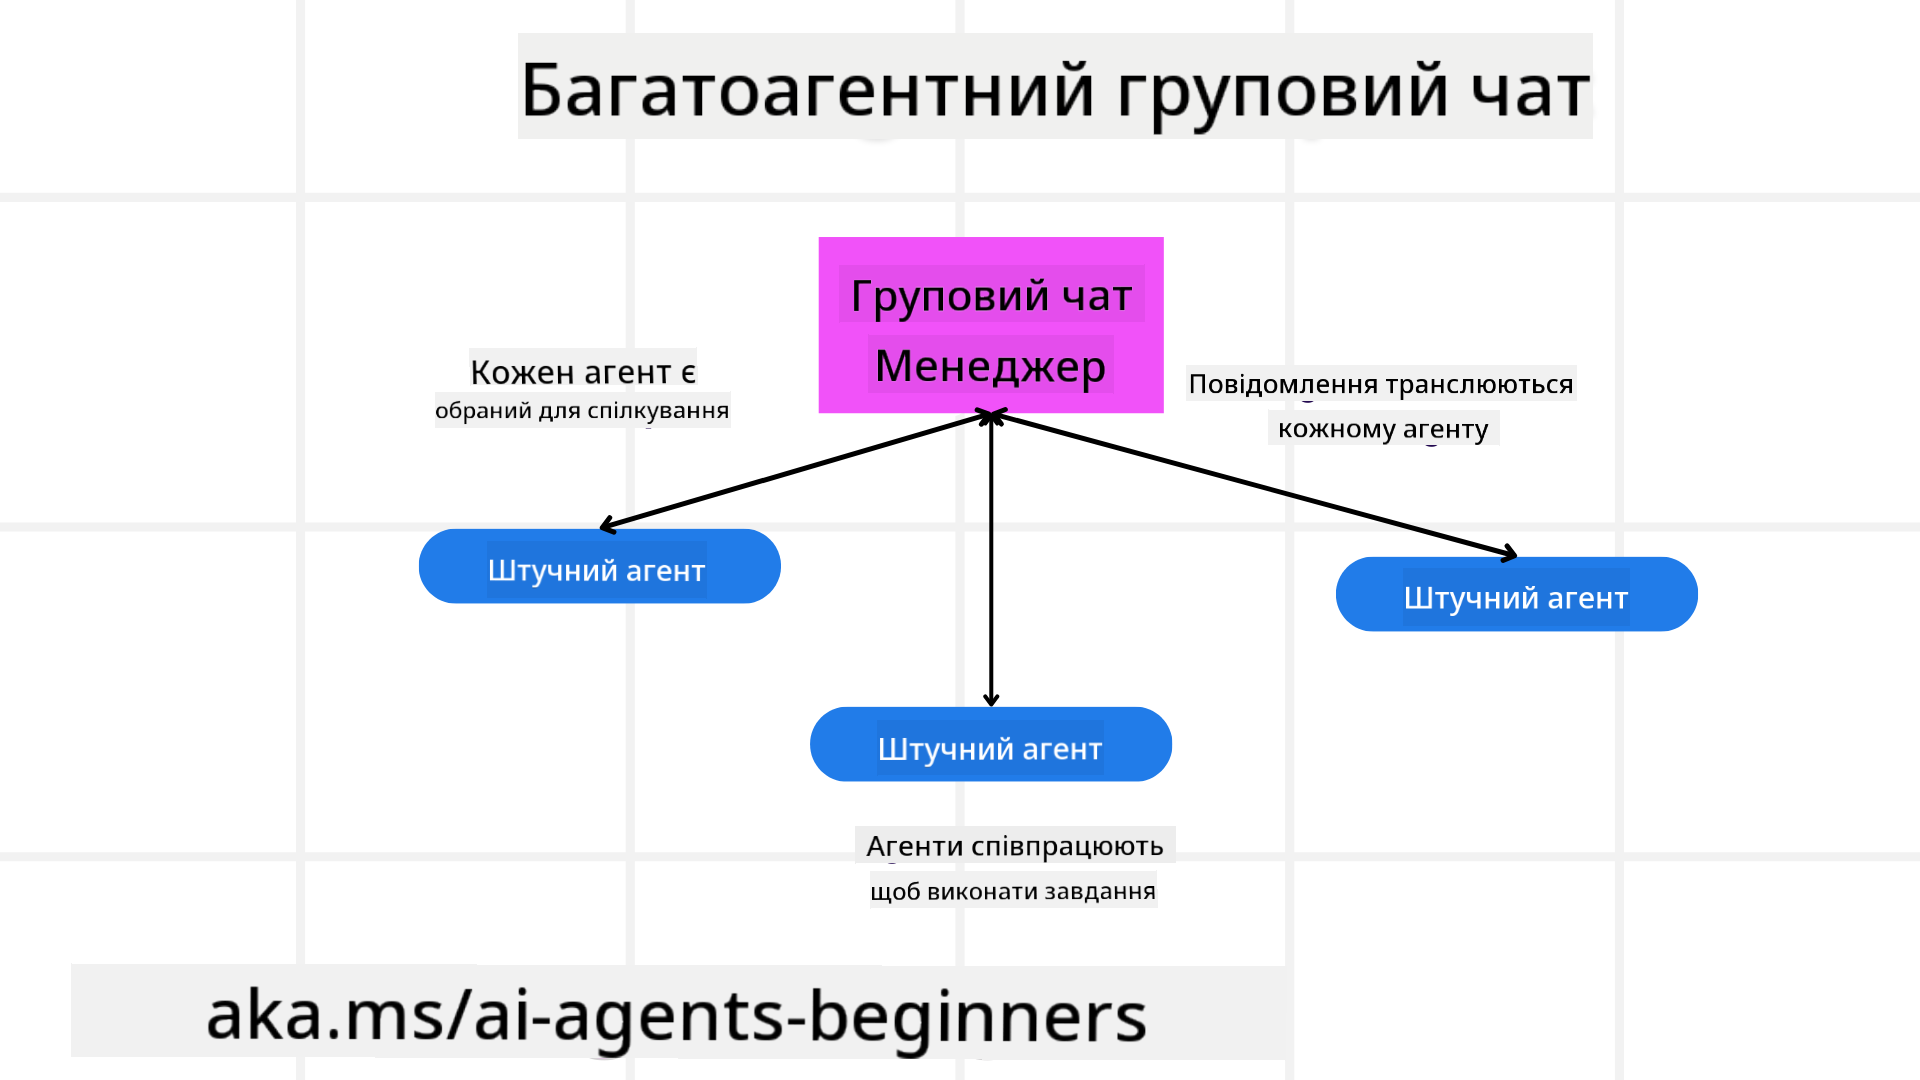 Багатоагентний груповий чат
Груповий чат
Менеджер
Кожен агент є
обраний для спілкування
Повідомлення транслюються
кожному агенту
Штучний агент
Штучний агент
Штучний агент
Агенти співпрацюють
щоб виконати завдання
aka.ms/ai-agents-beginners